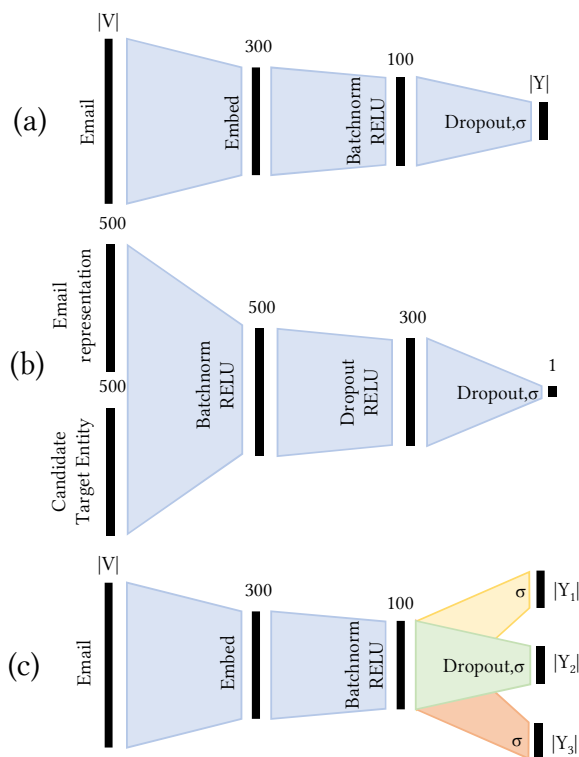 (a)
|V|
Email
300
Embed
100
Batchnorm
RELU
|Y|
Dropout,σ
(b)
500
Email
representation
500
Candidate
Target Entity
500
Batchnorm
RELU
300
Dropout
RELU
1
Dropout,σ
(c)
|V|
Email
300
Embed
100
Batchnorm
RELU
σ
|Y₁|
Dropout,σ
|Y₂|
σ
|Y₃|